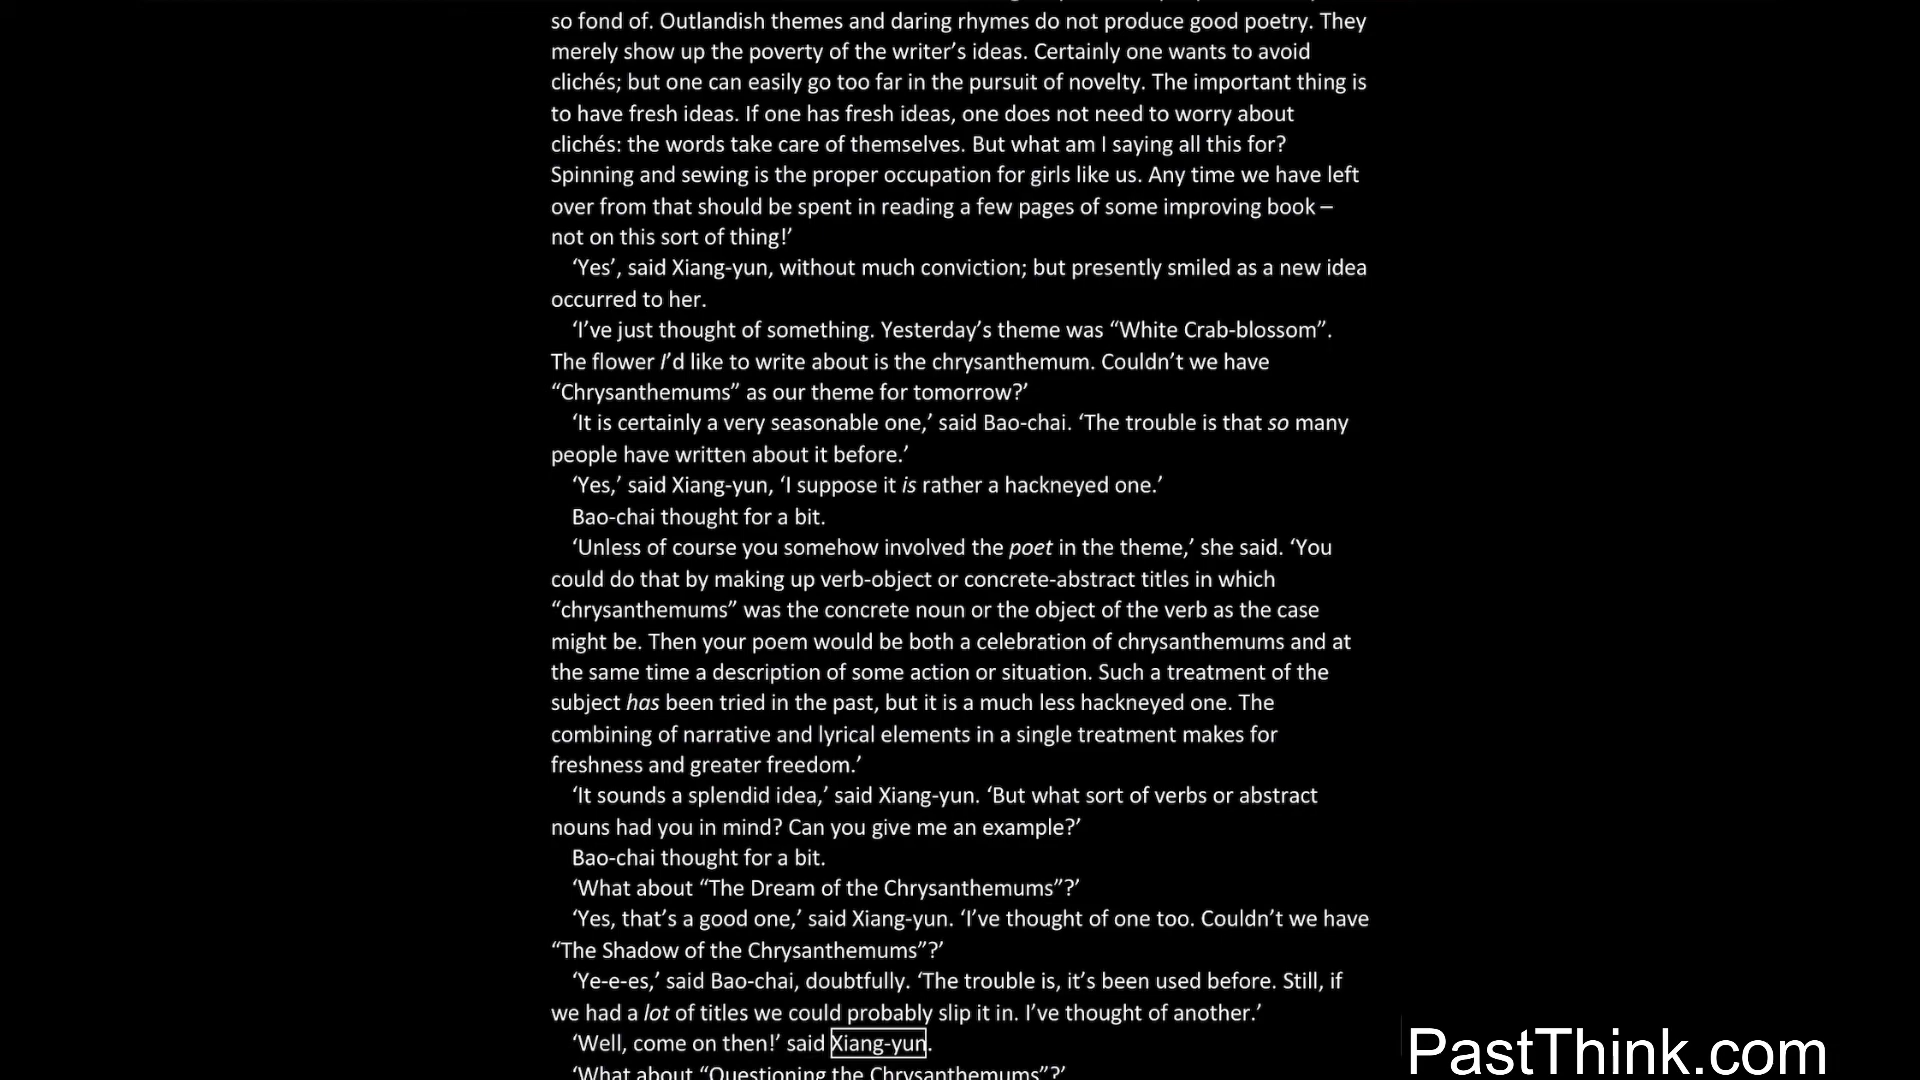 so fond of. Outlandish themes and daring rhymes do not produce good poetry. They
merely show up the poverty of the writer’s ideas. Certainly one wants to avoid
clichés; but one can easily go too far in the pursuit of novelty. The important thing is
to have fresh ideas. If one has fresh ideas, one does not need to worry about
clichés: the words take care of themselves. But what am I saying all this for?
Spinning and sewing is the proper occupation for girls like us. Any time we have left
over from that should be spent in reading a few pages of some improving book –
not on this sort of thing!’
‘Yes’, said Xiang-yun, without much conviction; but presently smiled as a new idea
occurred to her.
‘I’ve just thought of something. Yesterday’s theme was “White Crab-blossom”.
The flower I’d like to write about is the chrysanthemum. Couldn’t we have
“Chrysanthemums” as our theme for tomorrow?’
‘It is certainly a very seasonable one,’ said Bao-chai. ‘The trouble is that so many
people have written about it before.’
‘Yes,’ said Xiang-yun, ‘I suppose it is rather a hackneyed one.’
Bao-chai thought for a bit.
‘Unless of course you somehow involved the poet in the theme,’ she said. ‘You
could do that by making up verb-object or concrete-abstract titles in which
“chrysanthemums” was the concrete noun or the object of the verb as the case
might be. Then your poem would be both a celebration of chrysanthemums and at
the same time a description of some action or situation. Such a treatment of the
subject has been tried in the past, but it is a much less hackneyed one. The
combining of narrative and lyrical elements in a single treatment makes for
freshness and greater freedom.’
‘It sounds a splendid idea,’ said Xiang-yun. ‘But what sort of verbs or abstract
nouns had you in mind? Can you give me an example?’
Bao-chai thought for a bit.
‘What about “The Dream of the Chrysanthemums”?’
‘Yes, that’s a good one,’ said Xiang-yun. ‘I’ve thought of one too. Couldn’t we have
“The Shadow of the Chrysanthemums”?’
‘Ye-e-es,’ said Bao-chai, doubtfully. ‘The trouble is, it’s been used before. Still, if
we had a lot of titles we could probably slip it in. I’ve thought of another.’
‘Well, come on then!’ said Xiang-yun.
‘What about “Questioning the Chrysanthemums”?’
PastThink.com